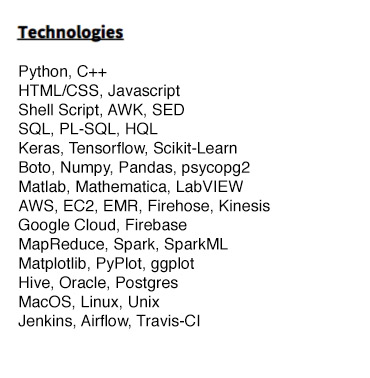 Technologies
Python, C++
HTML/CSS, Javascript
Shell Script, AWK, SED
SQL, PL-SQL, HQL
Keras, Tensorflow, Scikit-Learn
Boto, Numpy, Pandas, psycopg2
Matlab, Mathematica, LabVIEW
AWS, EC2, EMR, Firehose, Kinesis
Google Cloud, Firebase
MapReduce, Spark, SparkML
Matplotlib, PyPlot, ggplot
Hive, Oracle, Postgres
MacOS, Linux, Unix
Jenkins, Airflow, Travis-CI